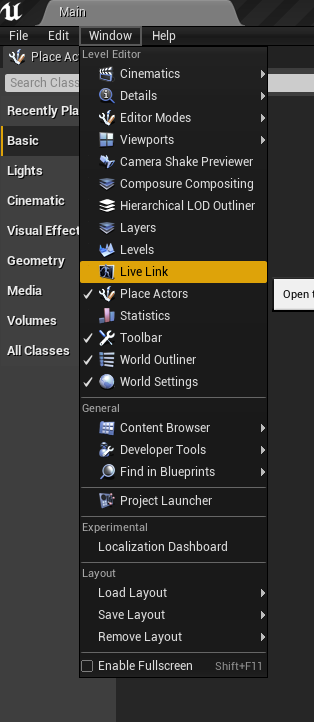 Main
File Edit Window Help
Place Ac
Search Class
Recently Pla
Basic
Lights
Cinematic
Visual Effect
Geometry
Media
Volumes
All Classes
Level Editor
Cinematics
Details
Editor Modes
Viewports
Camera Shake Previewer
Composure Compositing
Hierarchical LOD Outliner
Layers
Levels
Live Link
Place Actors
Statistics
Toolbar
World Outliner
World Settings
General
Content Browser
Developer Tools
Find in Blueprints
Project Launcher
Experimental
Localization Dashboard
Layout
Load Layout
Save Layout
Remove Layout
Enable Fullscreen Shift+F11
Open t